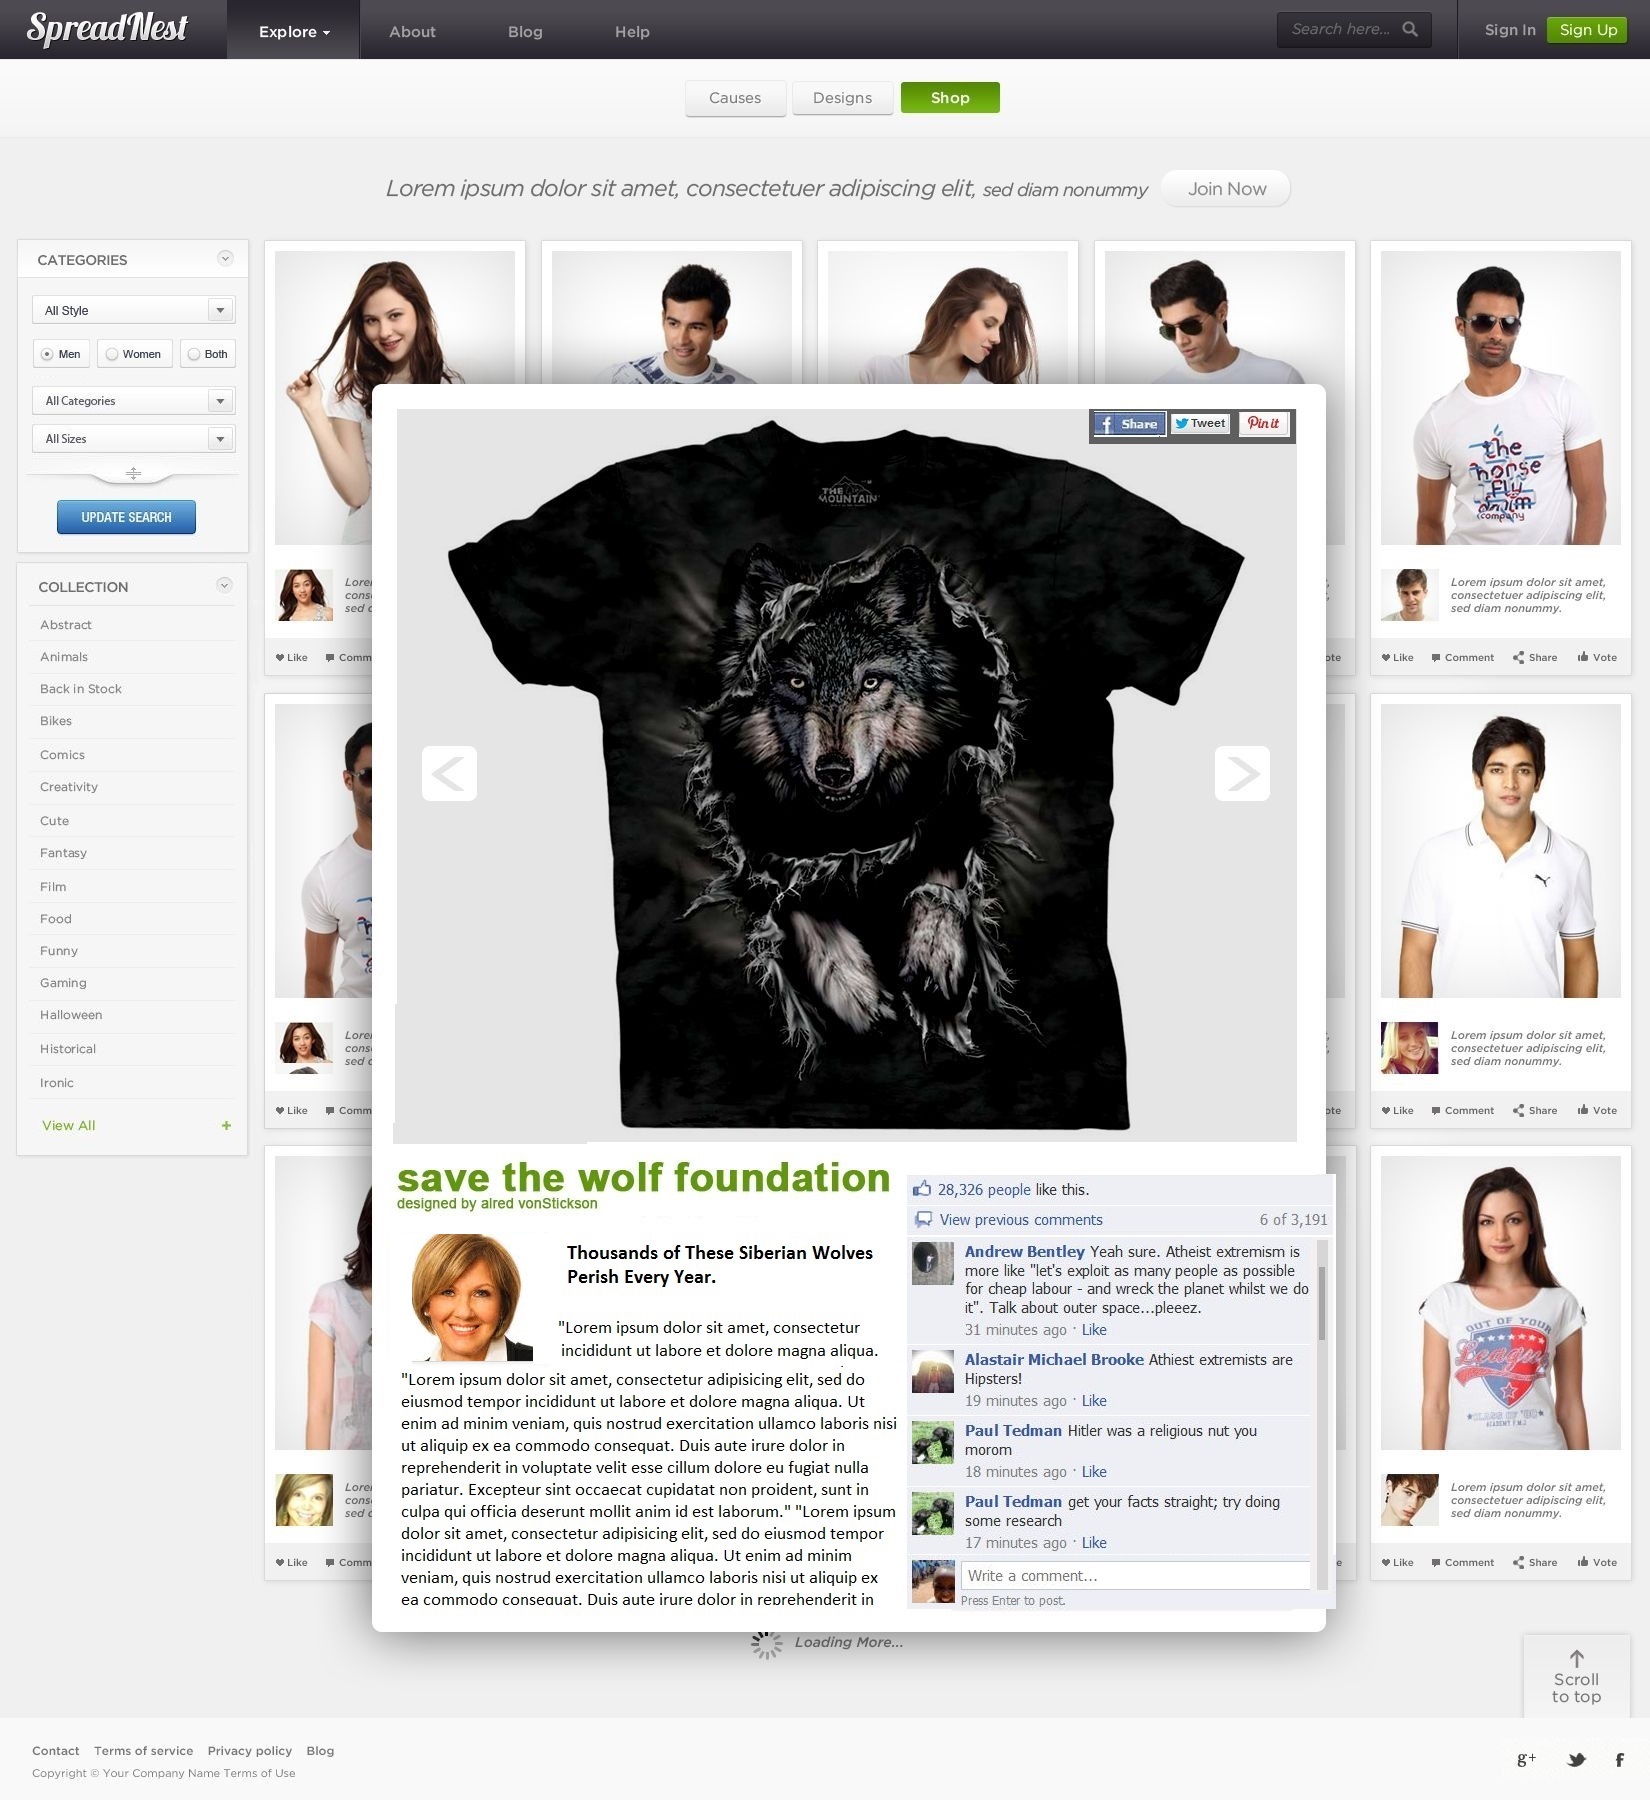 SpreadNest
Explore
About
Blog
Help
Search here...
Sign In
Sign Up
Causes
Designs
Shop
Lorem ipsum dolor sit amet, consectetuer adipiscing elit, sed diam nonummy
Join Now
CATEGORIES
All Style
Men
Women
Both
All Categories
All Sizes
UPDATE SEARCH
COLLECTION
Abstract
Animals
Back in Stock
Bikes
Comics
Creativity
Cute
Fantasy
Film
Food
Funny
Gaming
Halloween
Historical
Ironic
View All +
Share
Tweet
Pin it
THE
MOUNTAIN
save the wolf foundation
designed by alred vonStickson
Thousands of These Siberian Wolves
Perish Every Year.
"Lorem ipsum dolor sit amet, consectetur
incididunt ut labore et dolore magna aliqua.
"Lorem ipsum dolor sit amet, consectetur adipisicing elit, sed do
eiusmod tempor incididunt ut labore et dolore magna aliqua. Ut
enim ad minim veniam, quis nostrud exercitation ullamco laboris nisi
ut aliquip ex ea commodo consequat. Duis aute irure dolor in
reprehenderit in voluptate velit esse cillum dolore eu fugiat nulla
pariatur. Excepteur sint occaecat cupidatat non proident, sunt in
culpa qui officia deserunt mollit anim id est laborum." "Lorem ipsum
dolor sit amet, consectetur adipisicing elit, sed do eiusmod tempor
incididunt ut labore et dolore magna aliqua. Ut enim ad minim
veniam, quis nostrud exercitation ullamco laboris nisi ut aliquip ex
ea commodo consequat. Duis aute irure dolor in reprehenderit in
28,326 people like this.
View previous comments
6 of 3,191
Andrew Bentley Yeah sure. Atheist extremism is
more like "let's exploit as many people as possible
for cheap labour - and wreck the planet whilst we do
it". Talk about outer space...pleeez.
31 minutes ago · Like
Alastair Michael Brooke Athiest extremists are
Hipsters!
19 minutes ago · Like
Paul Tedman Hitler was a religious nut you
morom
18 minutes ago · Like
Paul Tedman get your facts straight; try doing
some research
17 minutes ago · Like
Write a comment...
Press Enter to post.
the
horse
fly
denim
company
Lorem ipsum dolor sit amet,
consectetuer adipiscing elit,
sed diam nonummy.
Like
Comment
Share
Vote
Lorem ipsum dolor sit amet,
consectetuer adipiscing elit,
sed diam nonummy.
Like
Comment
Share
Vote
OUT OF YOUR
League
CLASS OF '80
ACADEMY F.M.J
Lorem ipsum dolor sit amet,
consectetuer adipiscing elit,
sed diam nonummy.
Like
Comment
Share
Vote
Like
Like
Like
Loading More...
Scroll
to top
Contact
Terms of service
Privacy policy
Blog
Copyright © Your Company Name Terms of Use
g+
f